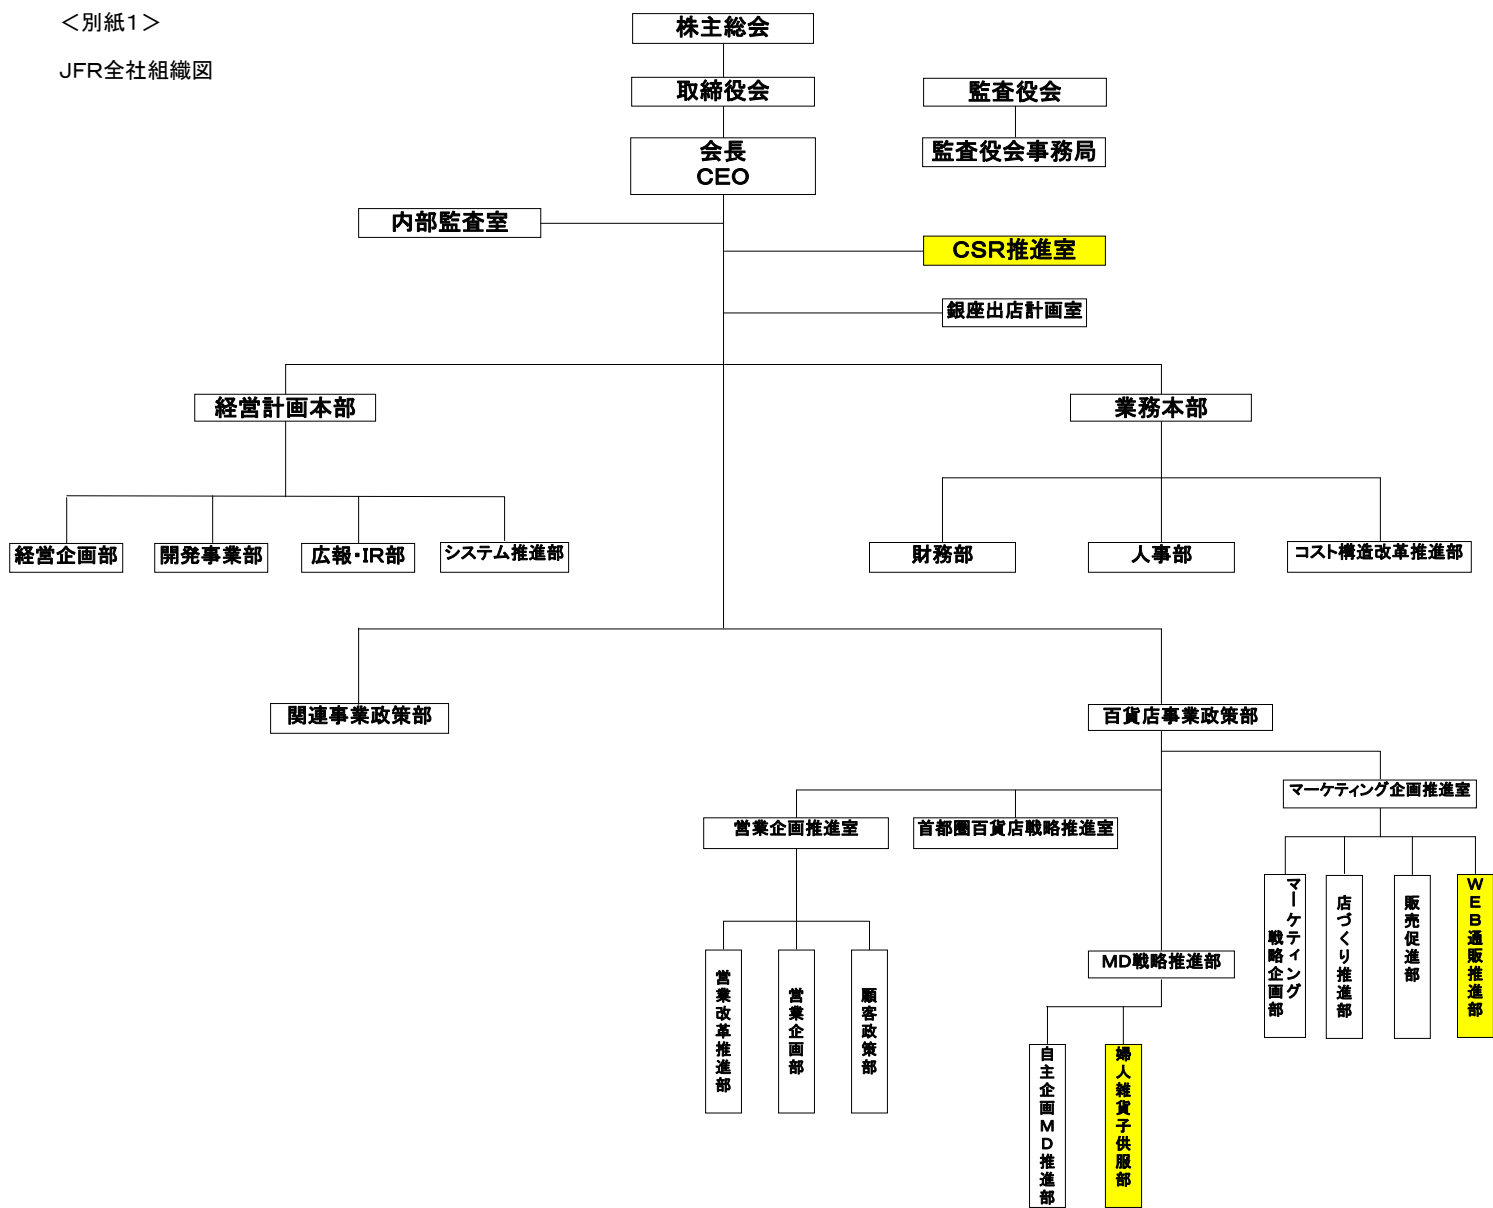 ＜別紙１＞
ＪＦＲ全社組織図
株主総会
取締役会
監査役会
会長
ＣＥＯ
監査役会事務局
内部監査室
ＣＳＲ推進室
銀座出店計画室
経営計画本部
業務本部
経営企画部
開発事業部
広報・ＩＲ部
システム推進部
財務部
人事部
コスト構造改革推進部
関連事業政策部
百貨店事業政策部
マーケティング企画推進室
営業企画推進室
首都圏百貨店戦略推進室
マーケティング
戦略企画部
店づくり推進部
販売促進部
ＷＥＢ通販推進部
ＭＤ戦略推進部
営業改革推進部
営業企画部
顧客政策部
自主企画ＭＤ推進部
婦人雑貨子供服部